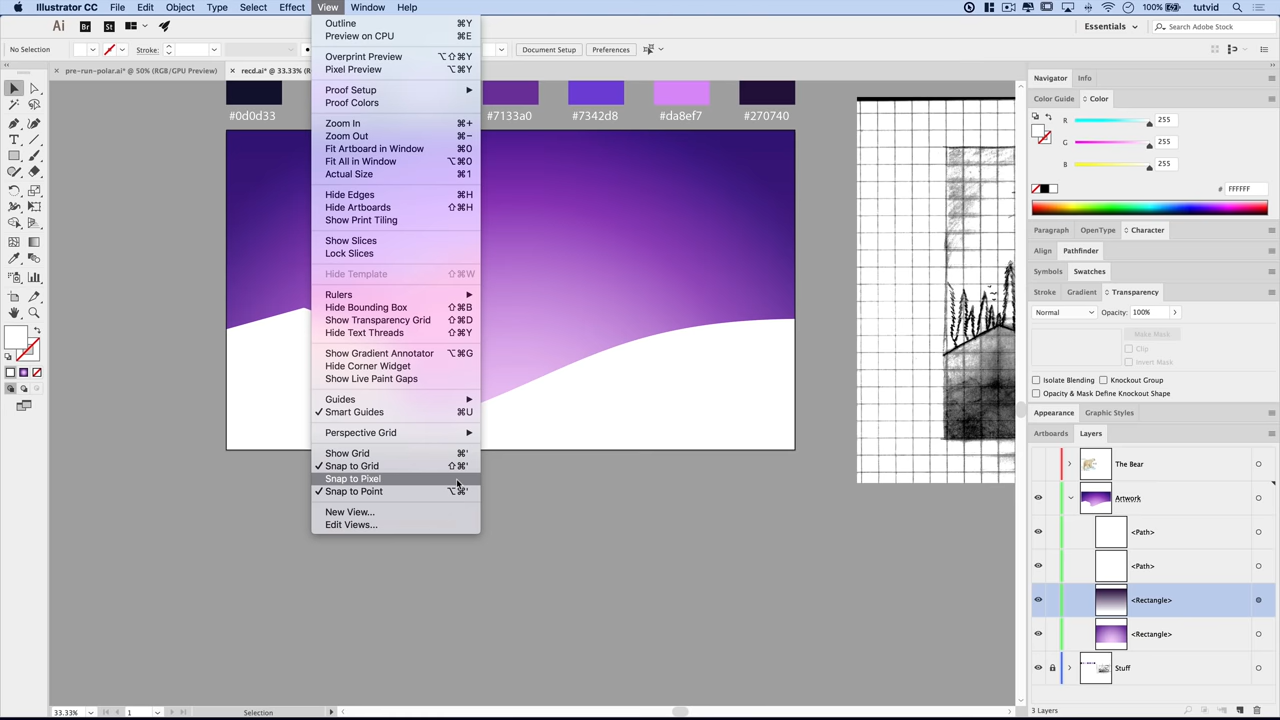 Illustrator CC File Edit Object Type Select Effect View Window Help 100% tutvid
Ai Br St Essentials Search Adobe Stock
No Selection Stroke: Document Setup Preferences
× pre-run-polar.ai* @ 50% (RGB/GPU Preview) × recd.ai* @ 33.33% (R
Outline ⌘Y
Preview on CPU ⌘E
Overprint Preview ⌥⇧⌘Y
Pixel Preview ⌥⌘Y
Proof Setup
Proof Colors
Zoom In ⌘+
Zoom Out ⌘−
Fit Artboard in Window ⌘0
Fit All in Window ⌥⌘0
Actual Size ⌘1
Hide Edges ⌘H
Hide Artboards ⇧⌘H
Show Print Tiling
Show Slices
Lock Slices
Hide Template ⇧⌘W
Rulers
Hide Bounding Box ⇧⌘B
Show Transparency Grid ⇧⌘D
Hide Text Threads ⇧⌘Y
Show Gradient Annotator ⌥⌘G
Hide Corner Widget
Show Live Paint Gaps
Guides
✓ Smart Guides ⌘U
Perspective Grid
Show Grid ⌘'
✓ Snap to Grid ⇧⌘'
Snap to Pixel
✓ Snap to Point ⌥⌘'
New View...
Edit Views...
#0d0d33 #7133a0 #7342d8 #da8ef7 #270740
Navigator Info
Color Guide Color
R 255
G 255
B 255
# FFFFFF
Paragraph OpenType Character
Align Pathfinder
Symbols Swatches
Stroke Gradient Transparency
Normal Opacity: 100%
Make Mask
Clip
Invert Mask
Isolate Blending Knockout Group
Opacity & Mask Define Knockout Shape
Appearance Graphic Styles
Artboards Layers
The Bear
Artwork
<Path>
<Path>
<Rectangle>
<Rectangle>
Stuff
3 Layers
33.33% 1 Selection